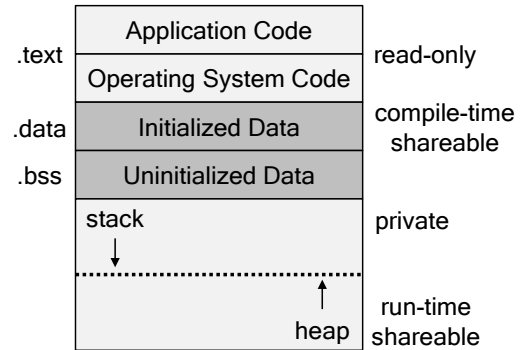 Application Code
.text
read-only
Operating System Code
.data
Initialized Data
compile-time
shareable
.bss
Uninitialized Data
stack
private
heap
run-time
shareable